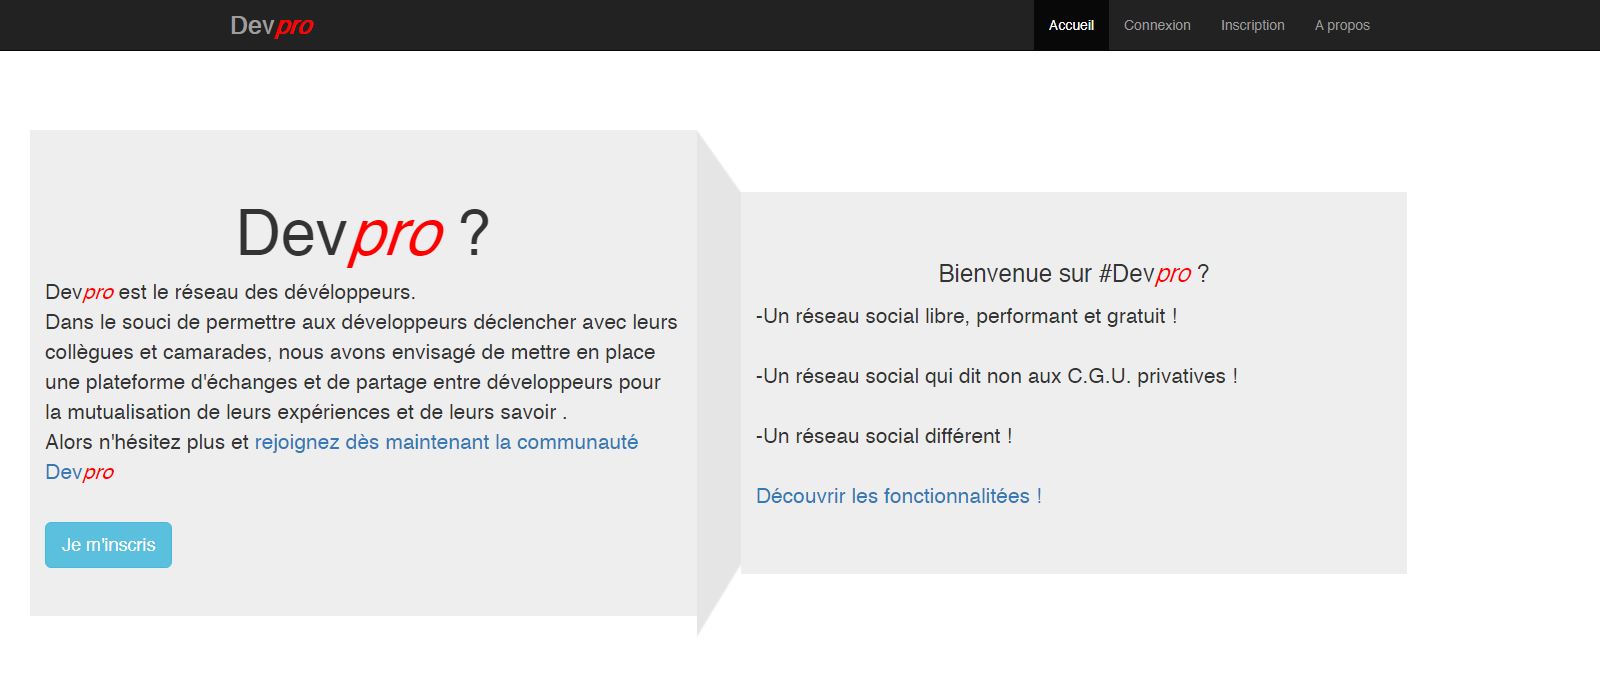 Devpro
Accueil Connexion Inscription A propos
Devpro ?
Devpro est le réseau des dévéloppeurs.
Dans le souci de permettre aux développeurs déclencher avec leurs
collègues et camarades, nous avons envisagé de mettre en place
une plateforme d'échanges et de partage entre développeurs pour
la mutualisation de leurs expériences et de leurs savoir .
Alors n'hésitez plus et rejoignez dès maintenant la communauté
Devpro
Je m'inscris
Bienvenue sur #Devpro ?
-Un réseau social libre, performant et gratuit !
-Un réseau social qui dit non aux C.G.U. privatives !
-Un réseau social différent !
Découvrir les fonctionnalitées !